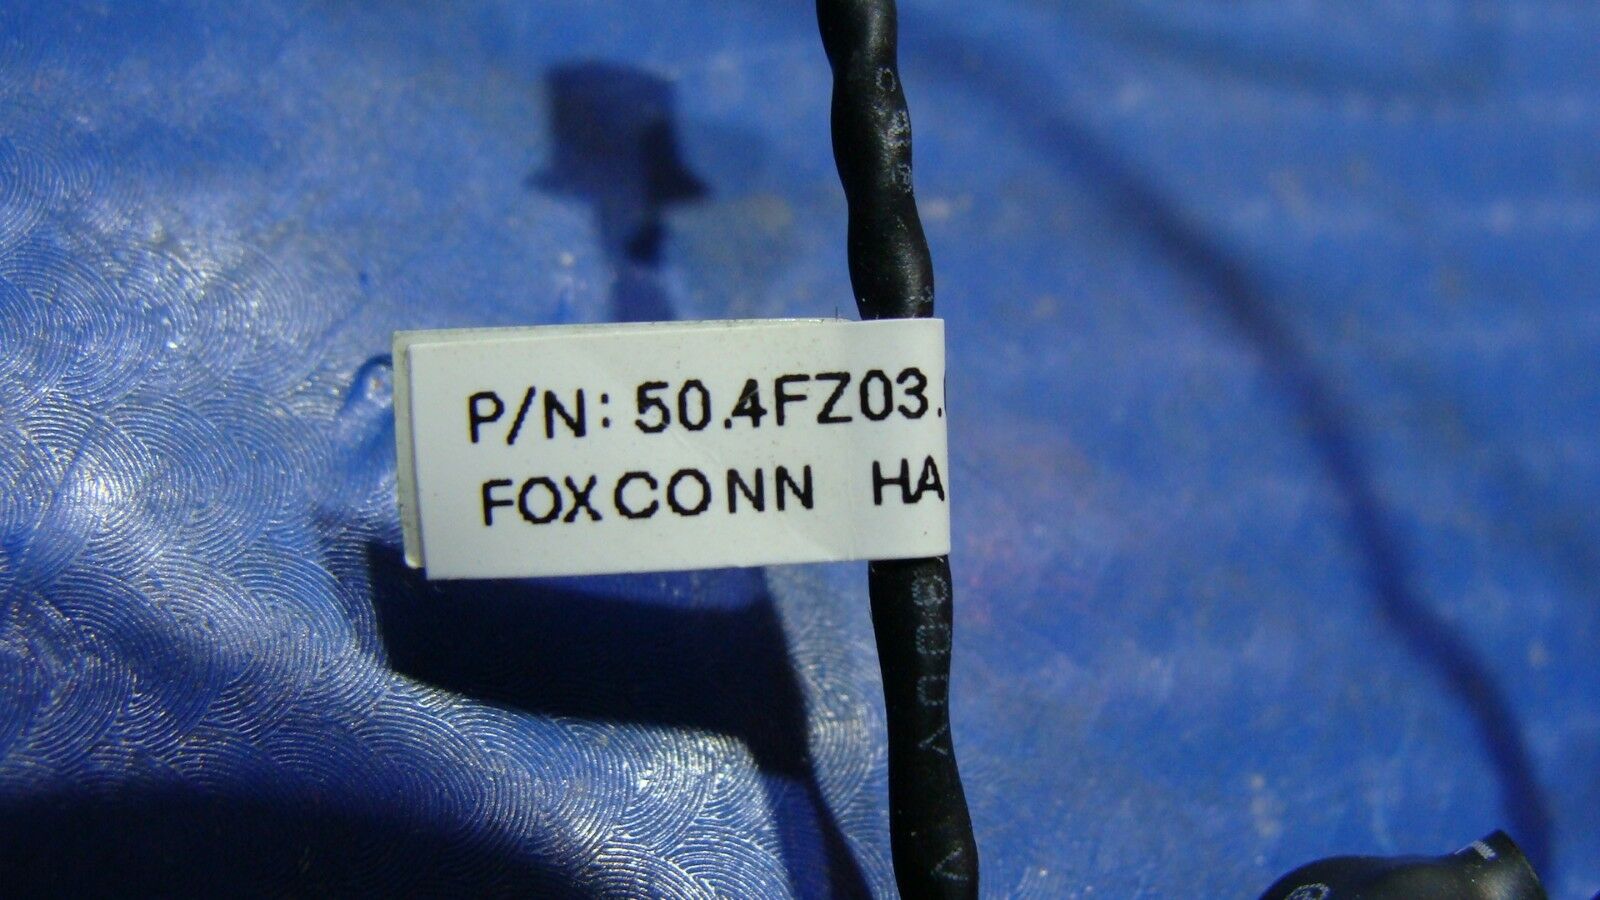 P/N: 50.4FZ03.
FOXCONN HA